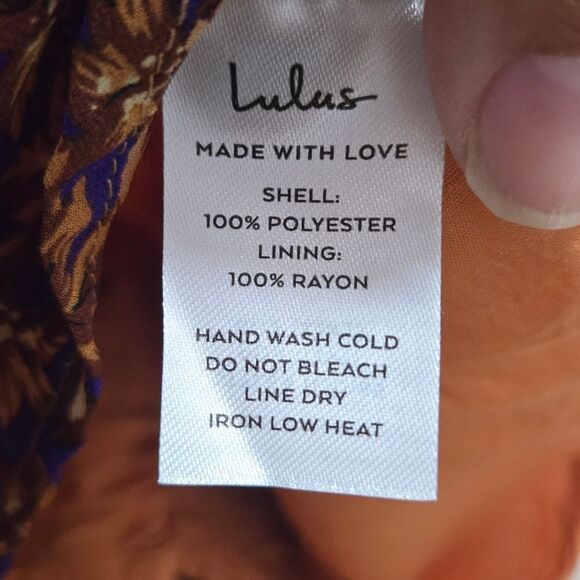 Lulus
MADE WITH LOVE
SHELL:
100% POLYESTER
LINING:
100% RAYON
HAND WASH COLD
DO NOT BLEACH
LINE DRY
IRON LOW HEAT